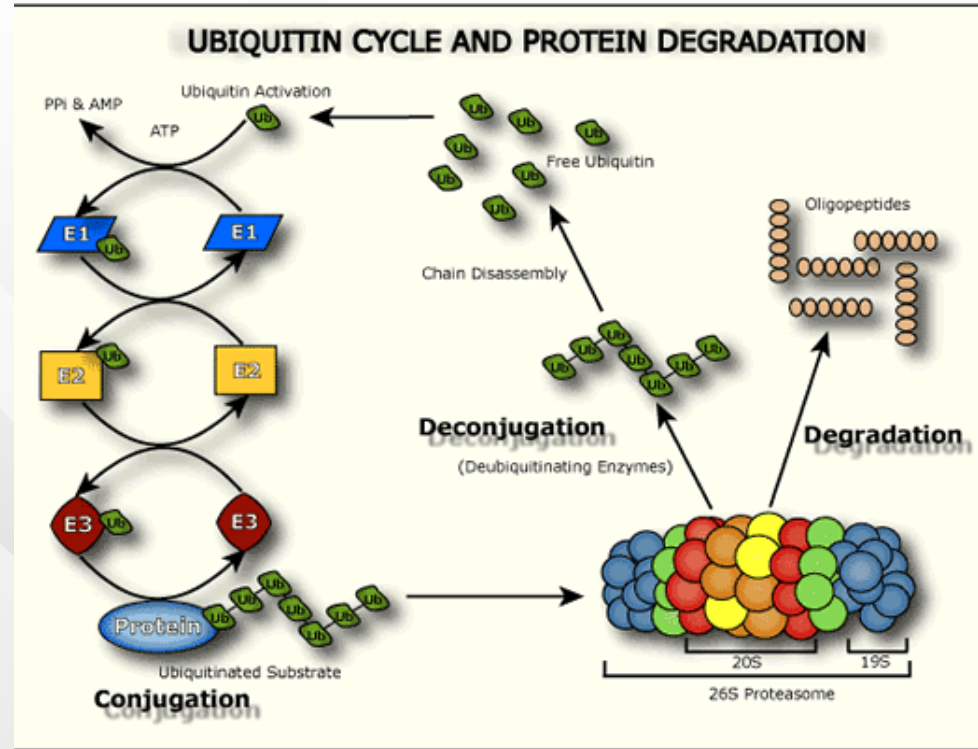 UBIQUITIN CYCLE AND PROTEIN DEGRADATION
Ubiquitin Activation
PPi & AMP
ATP
Ub
Ub
Ub
Ub
Ub
Ub
Ub
Ub
Free Ubiquitin
Oligopeptides
E1
Ub
E1
Chain Disassembly
E2
Ub
E2
Ub
Ub
Ub
Ub
Ub
Ub
Ub
Deconjugation
(Deubiquitinating Enzymes)
Degradation
E3
Ub
E3
Protein
Ub
Ub
Ub
Ub
Ub
Ub
Ub
Ubiquitinated Substrate
Conjugation
20S
19S
26S Proteasome